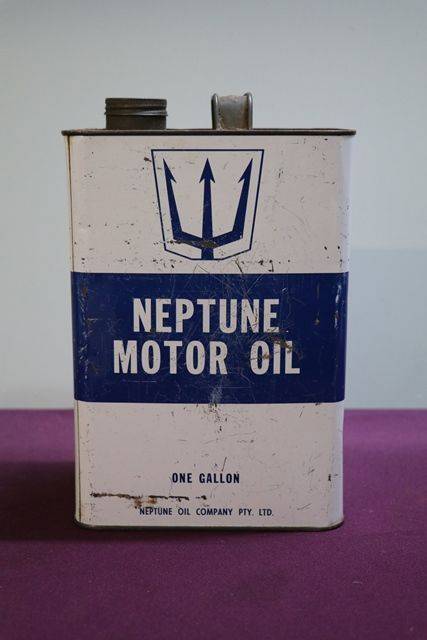 NEPTUNE
MOTOR OIL
ONE GALLON
NEPTUNE OIL COMPANY PTY. LTD.